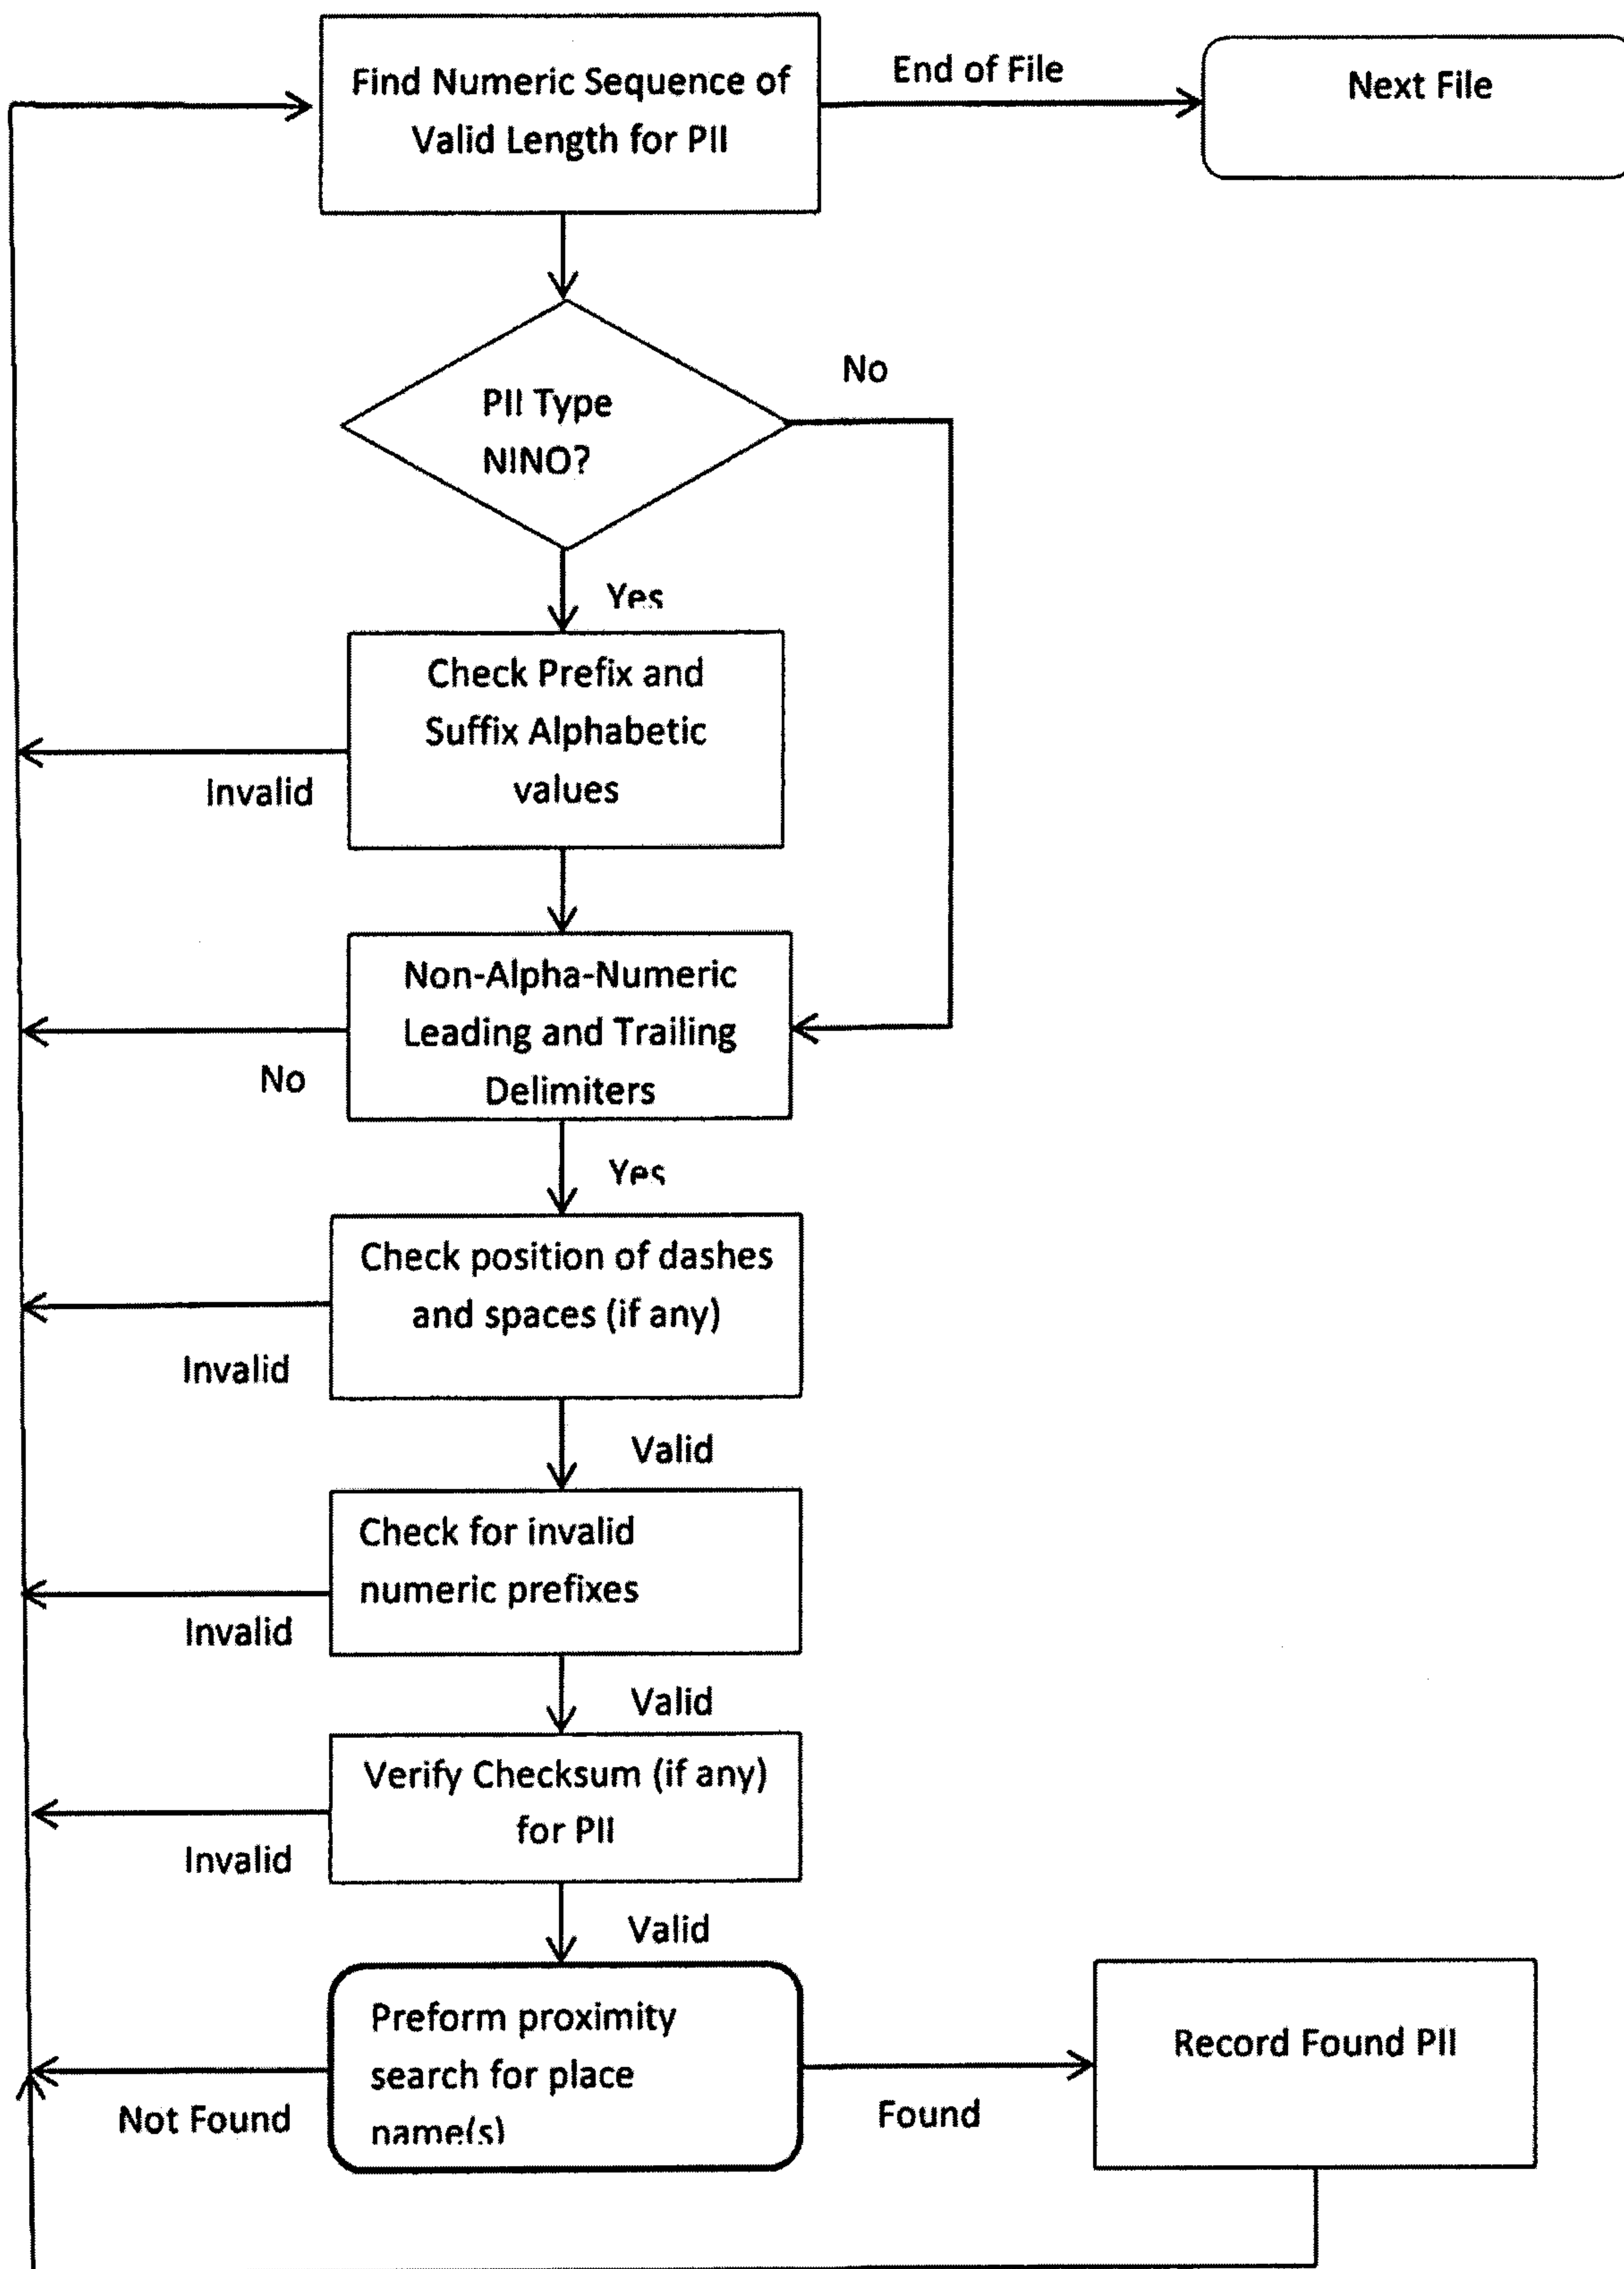 Find Numeric Sequence of
Valid Length for PII
End of File
Next File
PII Type
NINO?
No
Yes
Check Prefix and
Suffix Alphabetic
values
Invalid
Non-Alpha-Numeric
Leading and Trailing
Delimiters
No
Yes
Check position of dashes
and spaces (if any)
Invalid
Valid
Check for invalid
numeric prefixes
Invalid
Valid
Verify Checksum (if any)
for PII
Invalid
Valid
Preform proximity
search for place
name(s)
Not Found
Found
Record Found PII